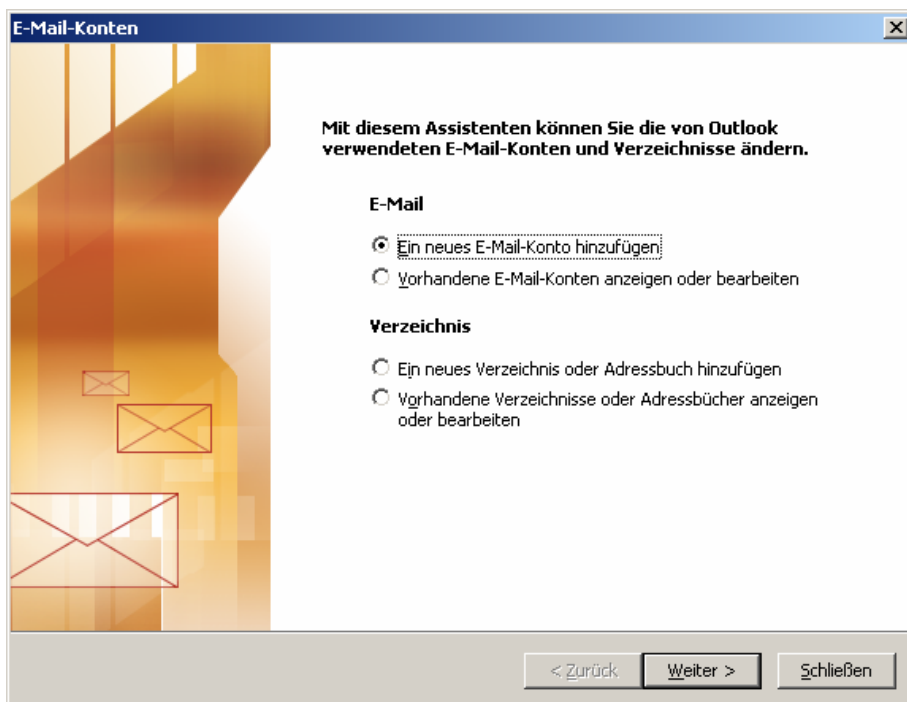 E-Mail-Konten
Mit diesem Assistenten können Sie die von Outlook
verwendeten E-Mail-Konten und Verzeichnisse ändern.
E-Mail
Ein neues E-Mail-Konto hinzufügen
Vorhandene E-Mail-Konten anzeigen oder bearbeiten
Verzeichnis
Ein neues Verzeichnis oder Adressbuch hinzufügen
Vorhandene Verzeichnisse oder Adressbücher anzeigen
oder bearbeiten
< Zurück Weiter > Schließen